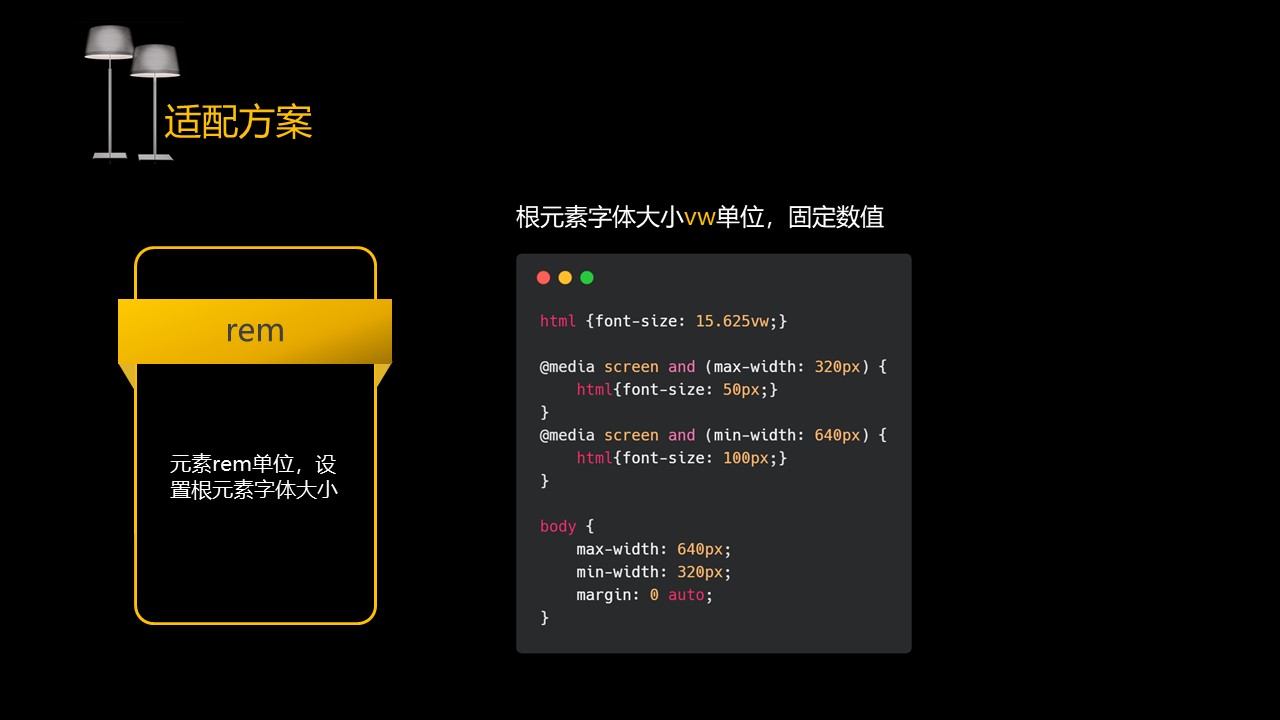 适配方案
根元素字体大小vw单位，固定数值
rem
元素rem单位，设
置根元素字体大小
html {font-size: 15.625vw;}
@media screen and (max-width: 320px) {
    html{font-size: 50px;}
}
@media screen and (min-width: 640px) {
    html{font-size: 100px;}
}
body {
    max-width: 640px;
    min-width: 320px;
    margin: 0 auto;
}